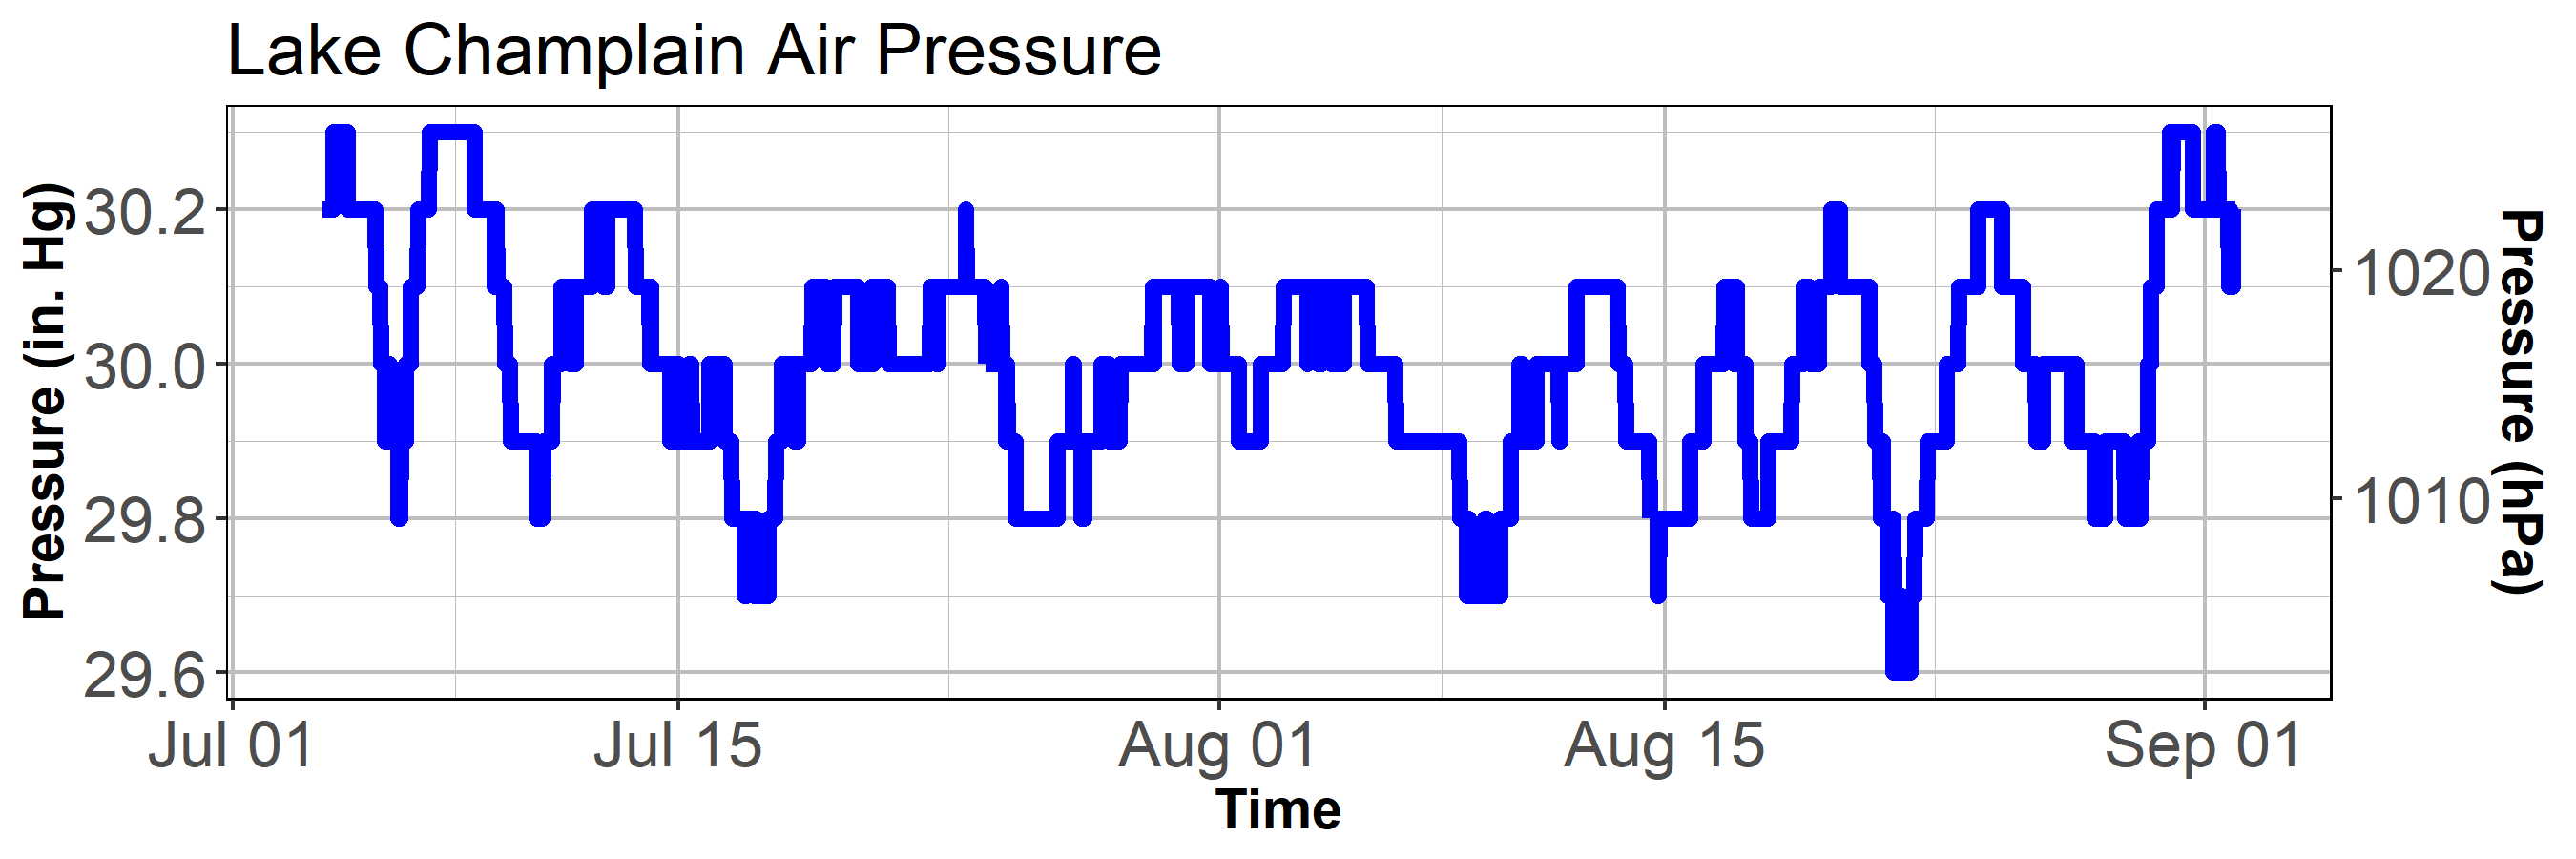 Lake Champlain Air Pressure
Pressure (in. Hg)
30.2
30.0
29.8
29.6
1020
1010
Pressure (hPa)
Jul 01
Jul 15
Aug 01
Aug 15
Sep 01
Time